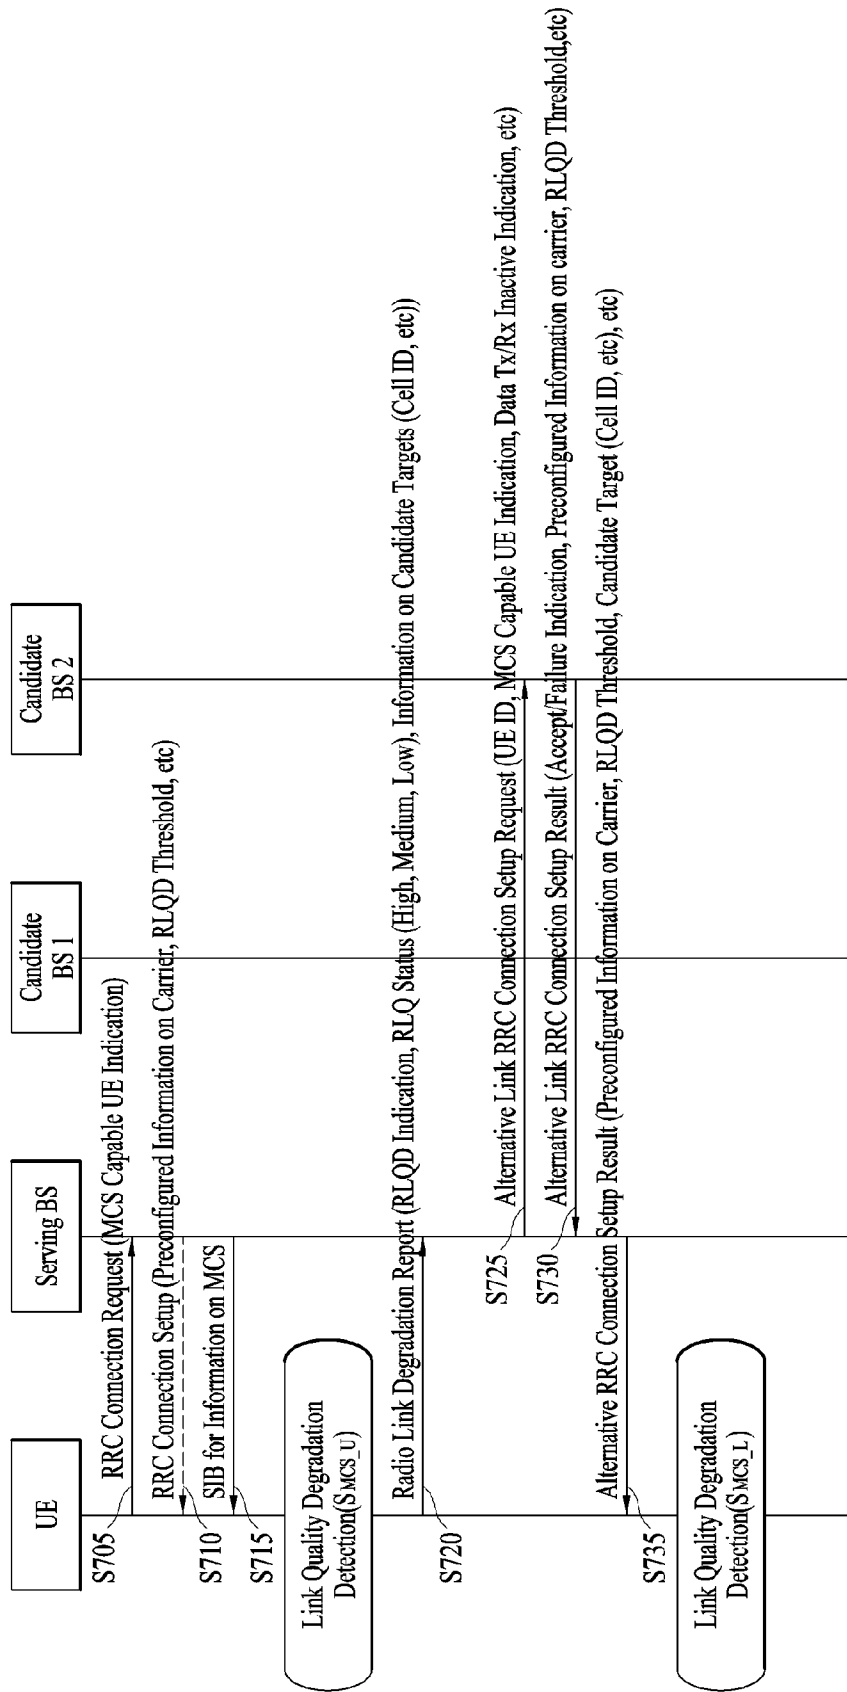 UE
Serving BS
Candidate
BS 1
Candidate
BS 2
RRC Connection Request (MCS Capable UE Indication)
S705
RRC Connection Setup (Preconfigured Information on Carrier, RLQD Threshold, etc)
S710
SIB for Information on MCS
S715
Link Quality Degradation
Detection(SMCS_U)
Radio Link Degradation Report (RLQD Indication, RLQ Status (High, Medium, Low), Information on Candidate Targets (Cell ID, etc))
S720
Alternative Link RRC Connection Setup Request (UE ID, MCS Capable UE Indication, Data Tx/Rx Inactive Indication, etc)
S725
Alternative Link RRC Connection Setup Result (Accept/Failure Indication, Preconfigured Information on carrier, RLQD Threshold,etc)
S730
Alternative RRC Connection Setup Result (Preconfigured Information on Carrier, RLQD Threshold, Candidate Target (Cell ID, etc), etc)
S735
Link Quality Degradation
Detection(SMCS_L)